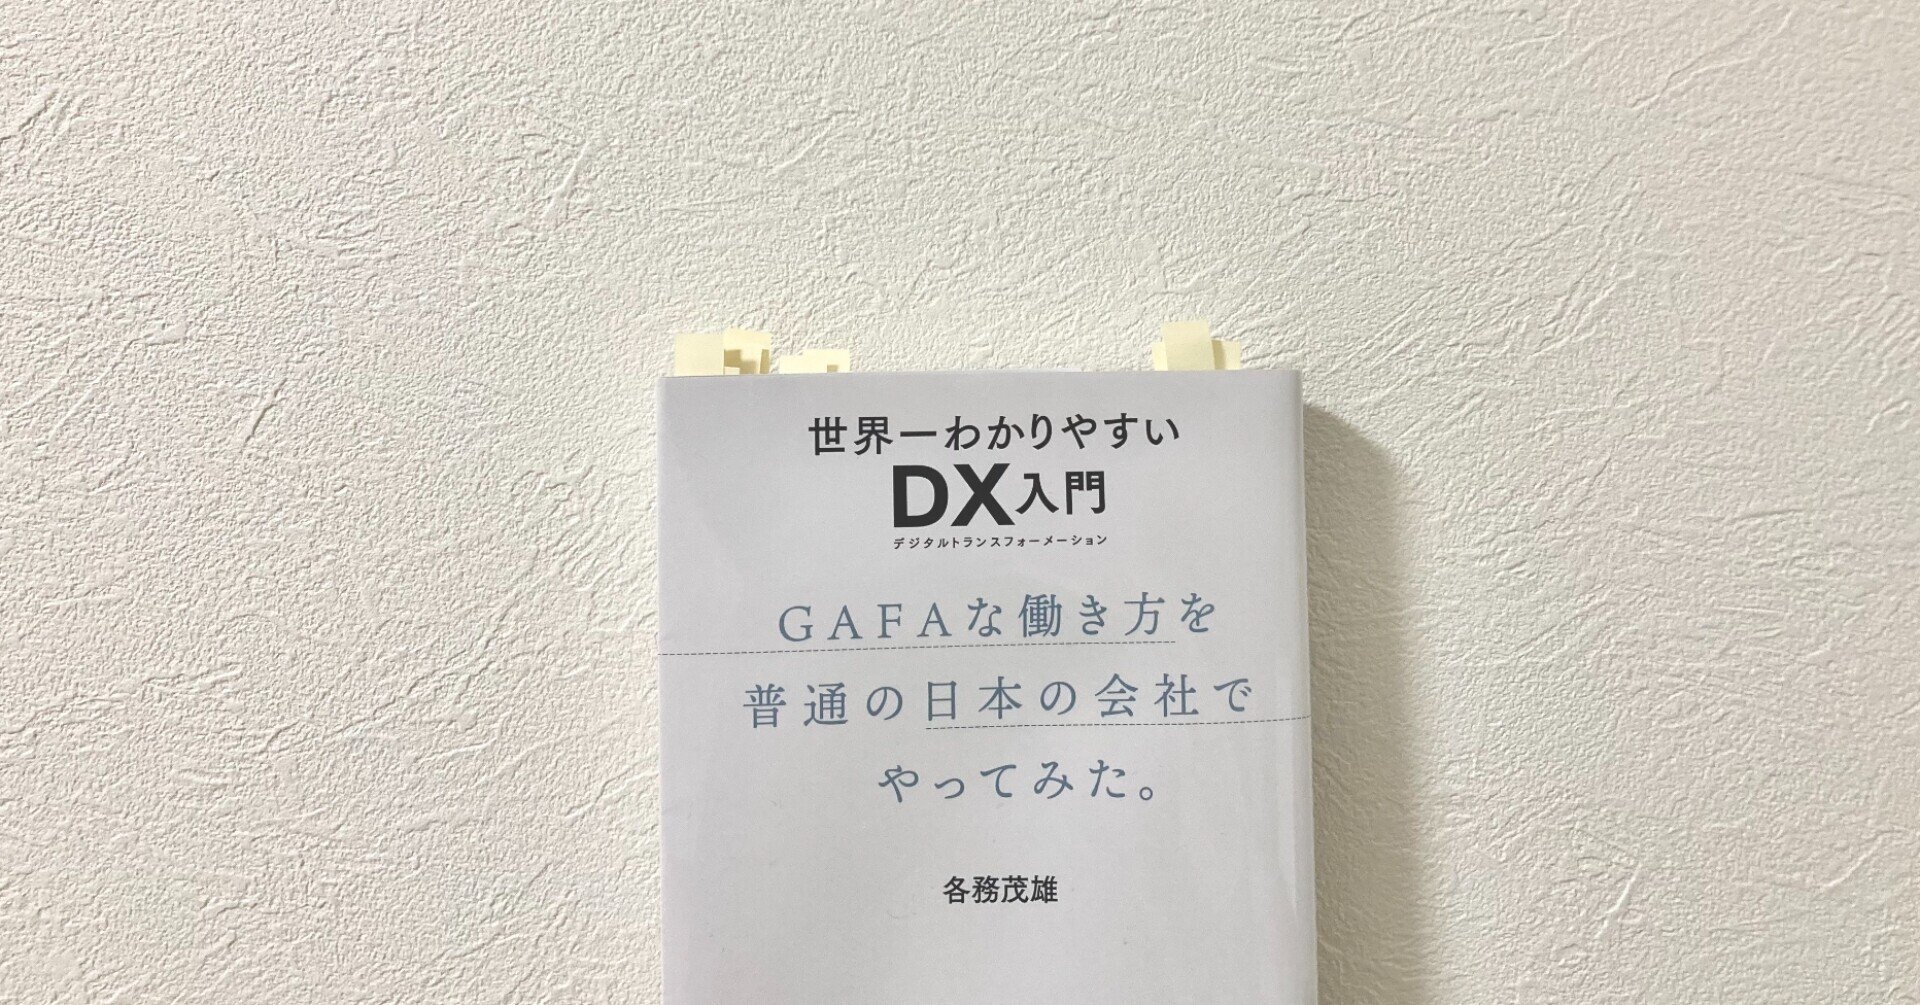 世界一わかりやすい
DX入門
デジタルトランスフォーメーション
GAFAな働き方を
普通の日本の会社で
やってみた。
各務茂雄